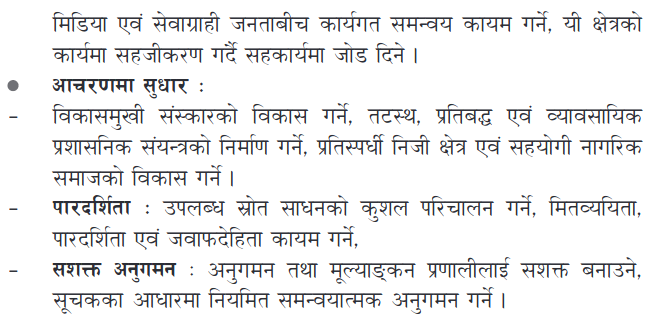 मिडिया एवं सेवाग्राही जनताबीच कार्यगत समन्वय कायम गर्ने, यी क्षेत्रको
कार्यमा सहजीकरण गर्दै सहकार्यमा जोड दिने ।
● आचरणमा सुधार :
– विकासमुखी संस्कारको विकास गर्ने, तटस्थ, प्रतिबद्ध एवं व्यावसायिक
प्रशासनिक संयन्त्रको निर्माण गर्ने, प्रतिस्पर्धी निजी क्षेत्र एवं सहयोगी नागरिक
समाजको विकास गर्ने ।
– पारदर्शिता : उपलब्ध स्रोत साधनको कुशल परिचालन गर्ने, मितव्ययिता,
पारदर्शिता एवं जवाफदेहिता कायम गर्ने,
– सशक्त अनुगमन : अनुगमन तथा मूल्याङ्कन प्रणालीलाई सशक्त बनाउने,
सूचकका आधारमा नियमित समन्वयात्मक अनुगमन गर्ने ।